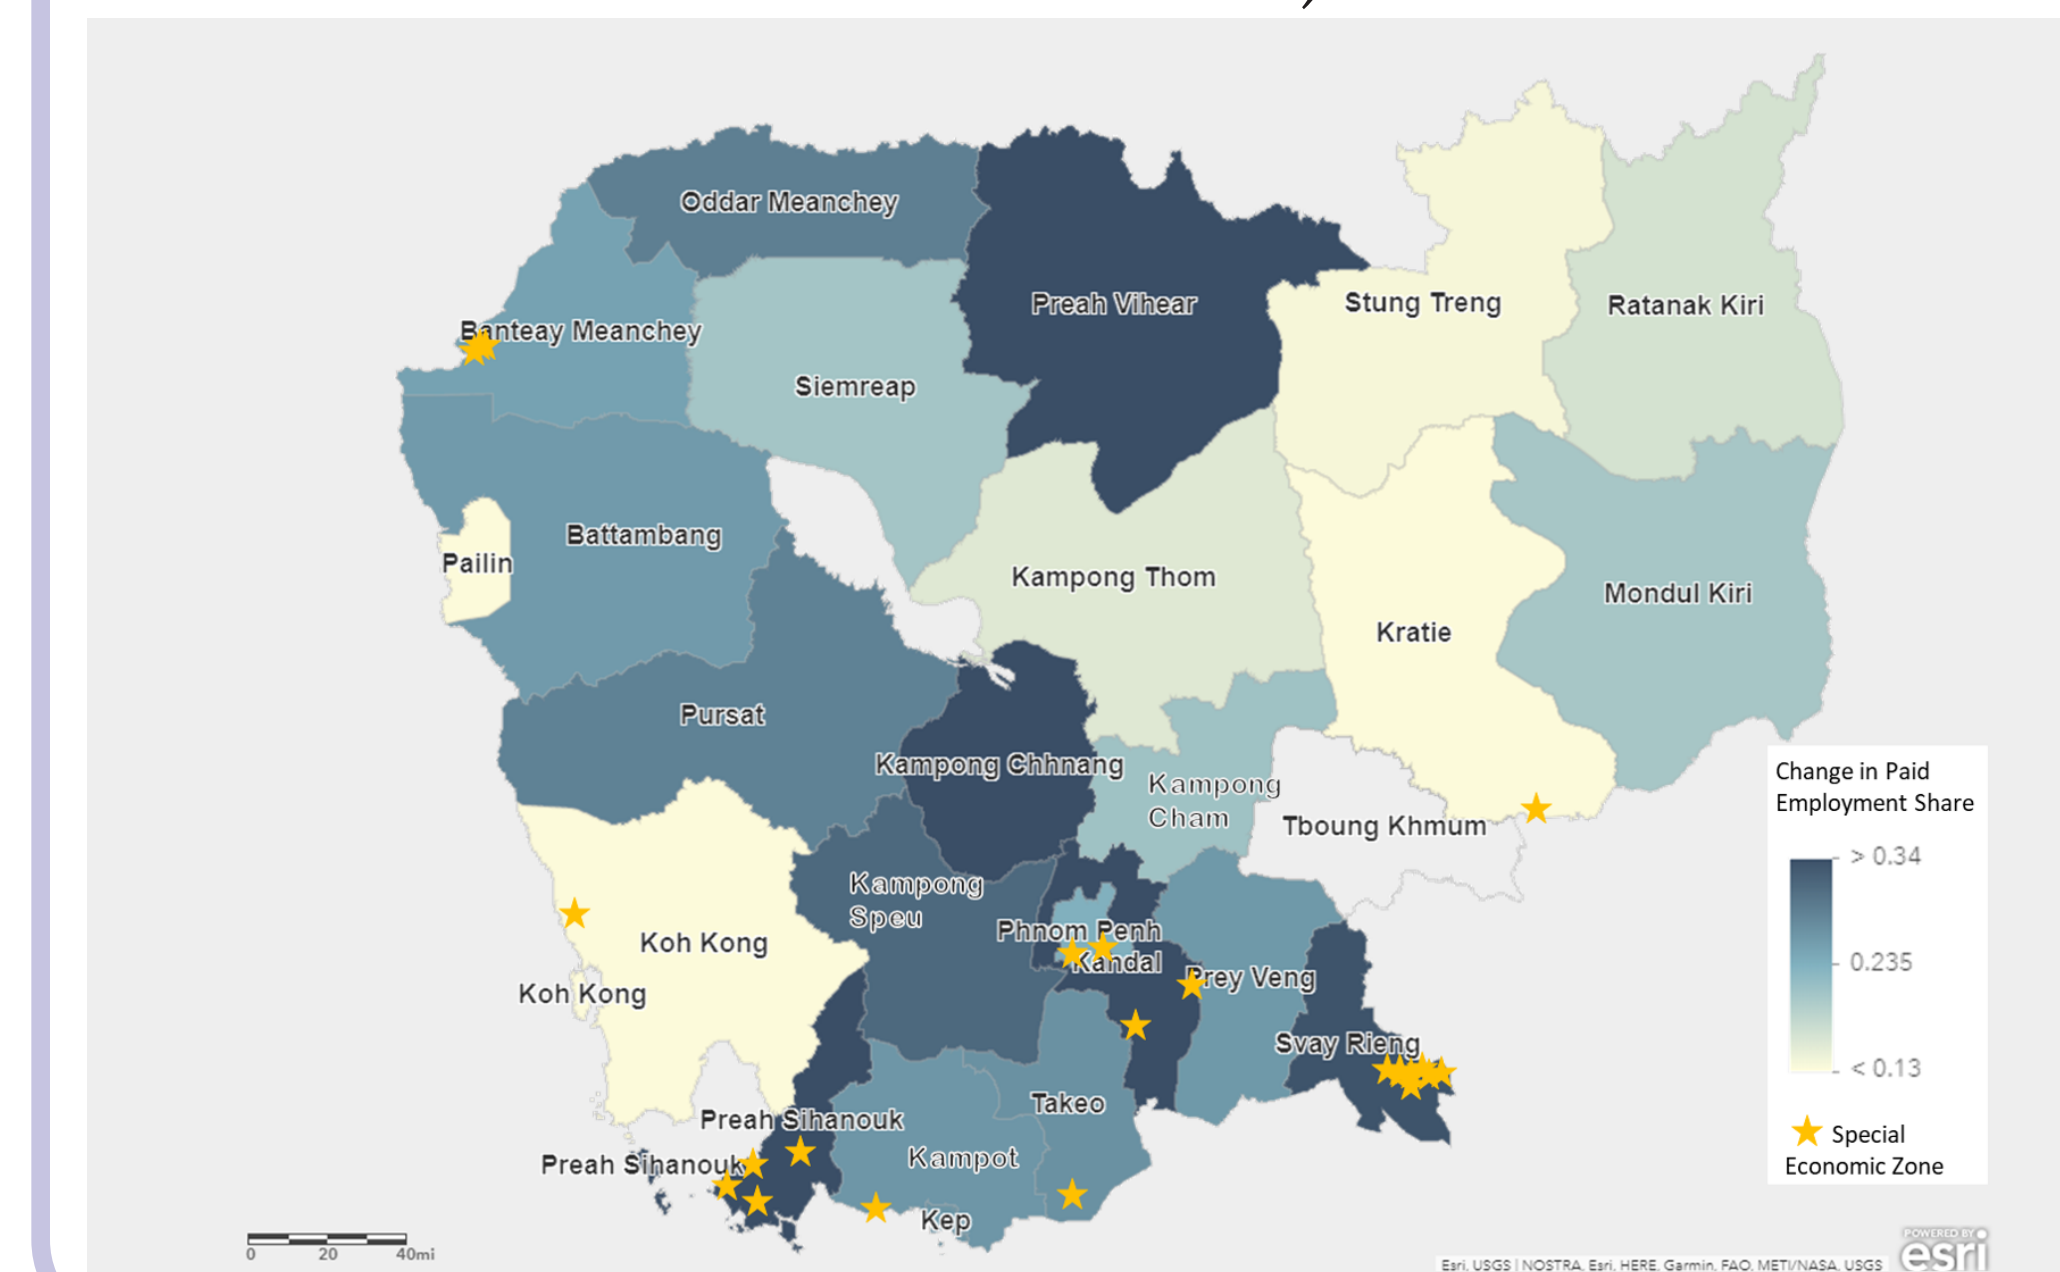 Oddar Meanchey
Preah Vihear
Stung Treng
Ratanak Kiri
Banteay Meanchey
Siemreap
Battambang
Pailin
Kampong Thom
Mondul Kiri
Kratie
Pursat
Kampong Chhnang
Kampong
Cham
Tboung Khmum
Kampong
Speu
Phnom Penh
Kandal
Koh Kong
Koh Kong
Prey Veng
Svay Rieng
Takeo
Preah Sihanouk
Preah Sihanouk
Kampot
Kep
Change in Paid
Employment Share
> 0.34
0.235
< 0.13
Special
Economic Zone
0 20 40mi
POWERED BY
esri
Esri, USGS | NOSTRA, Esri, HERE, Garmin, FAO, METI/NASA, USGS